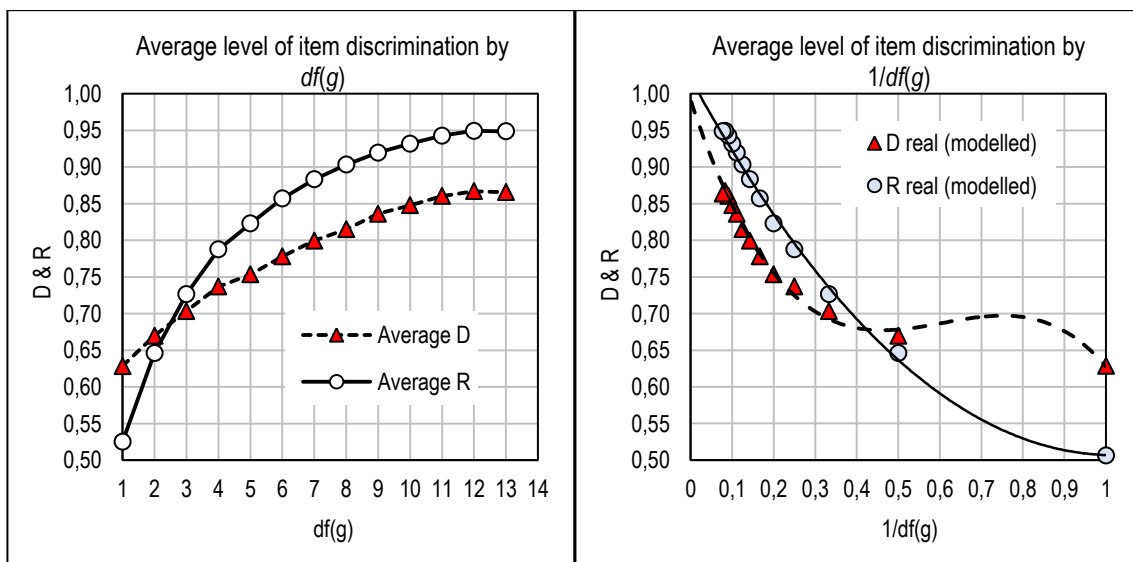 Average level of item discrimination by
df(g)
1,00
0,95
0,90
0,85
0,80
0,75
0,70
0,65
0,60
0,55
0,50
D & R
Average D
Average R
1 2 3 4 5 6 7 8 9 10 11 12 13 14
df(g)
Average level of item discrimination by
1/df(g)
1,00
0,95
0,90
0,85
0,80
0,75
0,70
0,65
0,60
0,55
0,50
D & R
D real (modelled)
R real (modelled)
0 0,1 0,2 0,3 0,4 0,5 0,6 0,7 0,8 0,9 1
1/df(g)